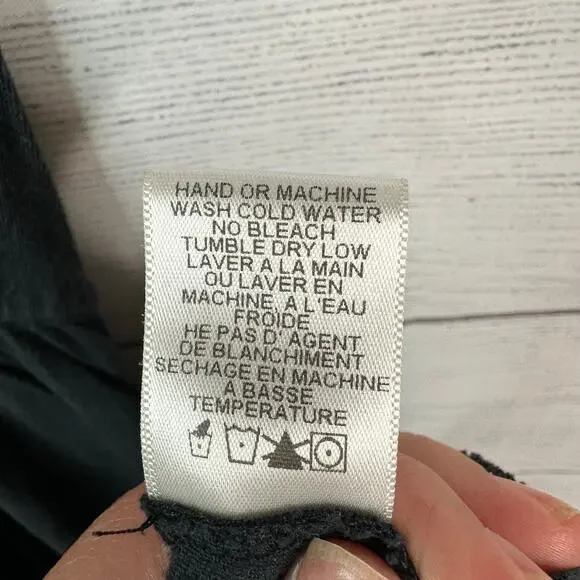 HAND OR MACHINE
WASH COLD WATER
NO BLEACH
TUMBLE DRY LOW
LAVER A LA MAIN
OU LAVER EN
MACHINE A L'EAU
FROIDE
HE PAS D' AGENT
DE BLANCHIMENT
SECHAGE EN MACHINE
A BASSE
TEMPERATURE